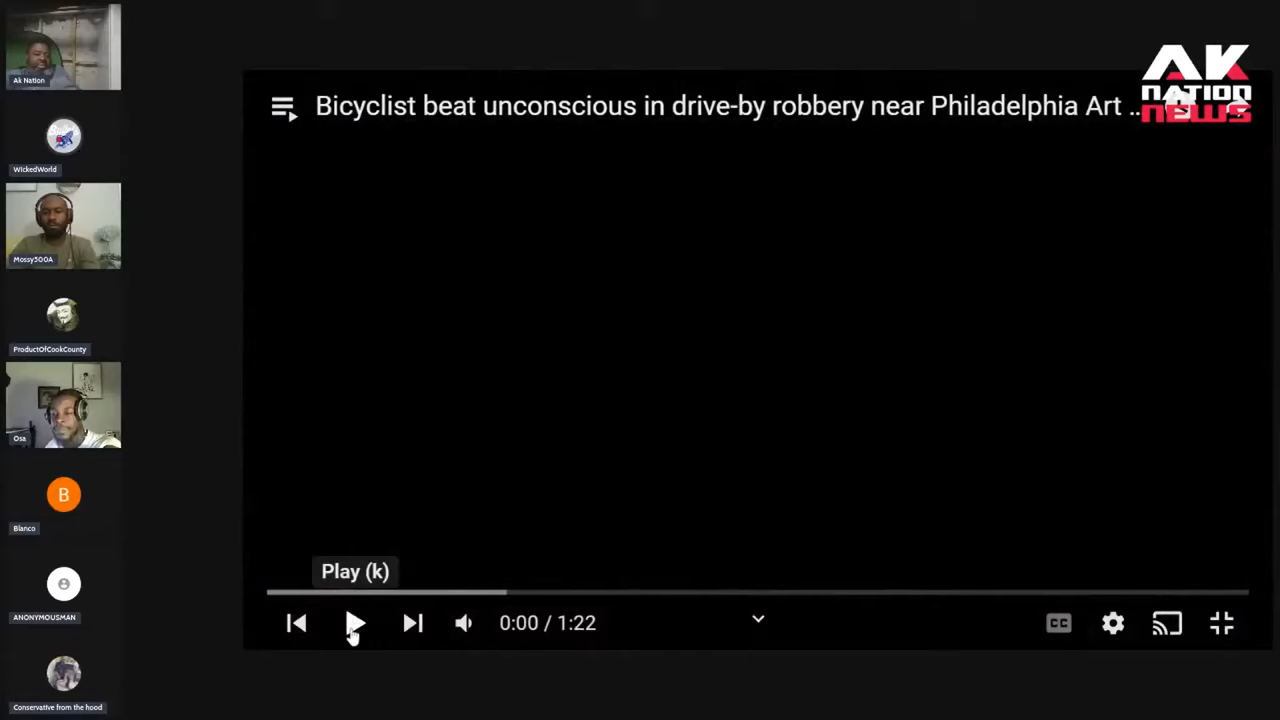 Ak Nation
WickedWorld
Mossy500A
ProductOfCookCounty
Osa
B
Blanco
ANONYMOUSMAN
Conservative from the hood
Bicyclist beat unconscious in drive-by robbery near Philadelphia Art ...
AK
NATION
NEWS
Play (k)
0:00 / 1:22
CC